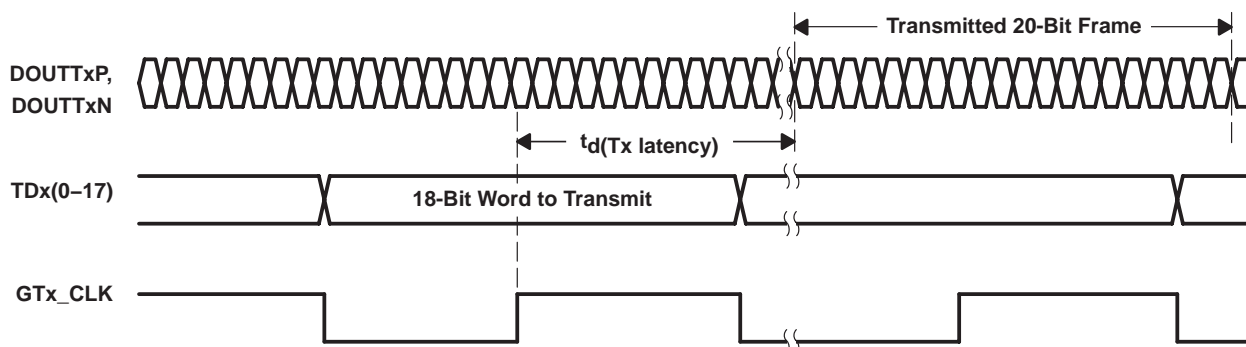 Transmitted 20-Bit Frame
DOUTTxP,
DOUTTxN
td(Tx latency)
TDx(0–17)
18-Bit Word to Transmit
GTx_CLK